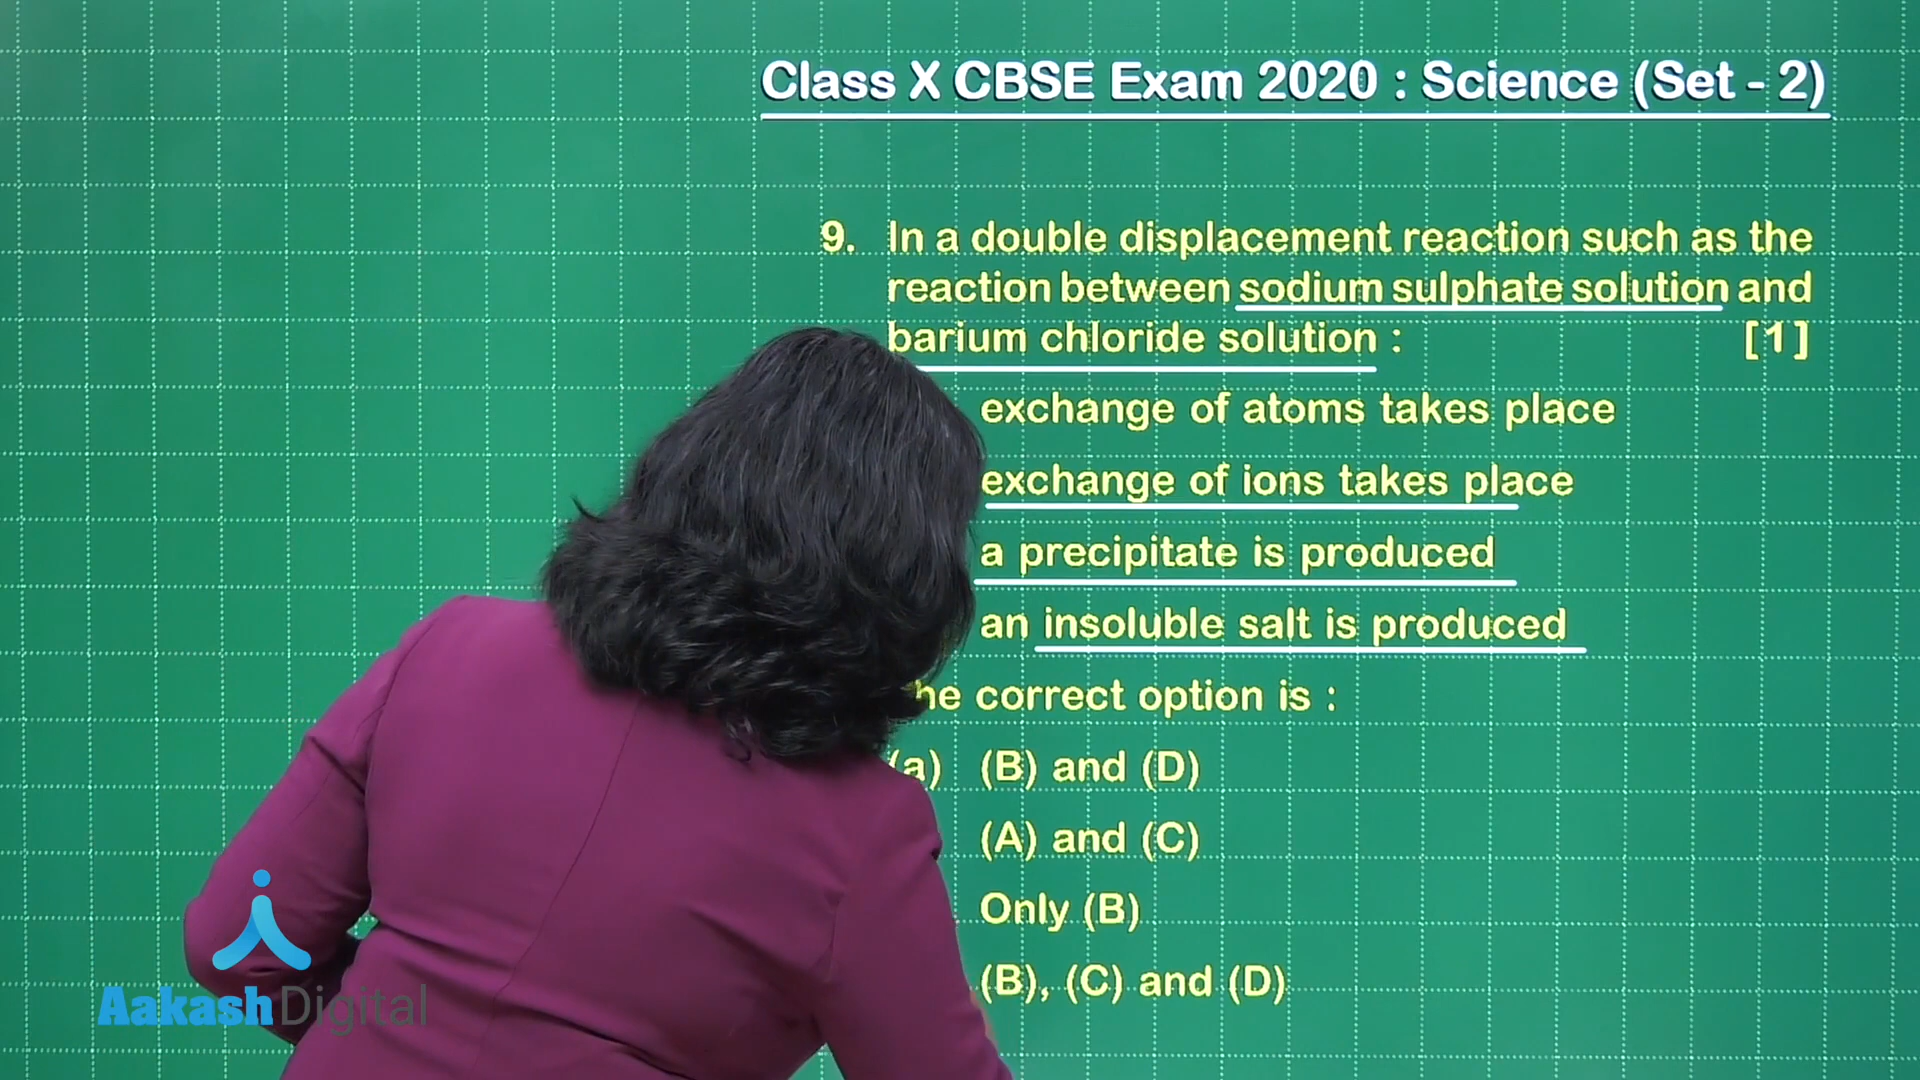 Class X CBSE Exam 2020 : Science (Set - 2)
9. In a double displacement reaction such as the
reaction between sodium sulphate solution and
barium chloride solution : [1]
exchange of atoms takes place
exchange of ions takes place
a precipitate is produced
an insoluble salt is produced
he correct option is :
(a) (B) and (D)
(A) and (C)
Only (B)
(B), (C) and (D)
Aakash Digital